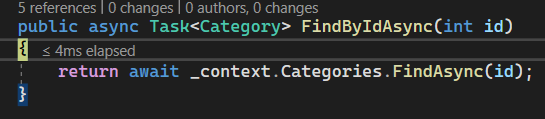 5 references | 0 changes | 0 authors, 0 changes
public async Task<Category> FindByIdAsync(int id)
{ ≤ 4ms elapsed
return await _context.Categories.FindAsync(id);
}